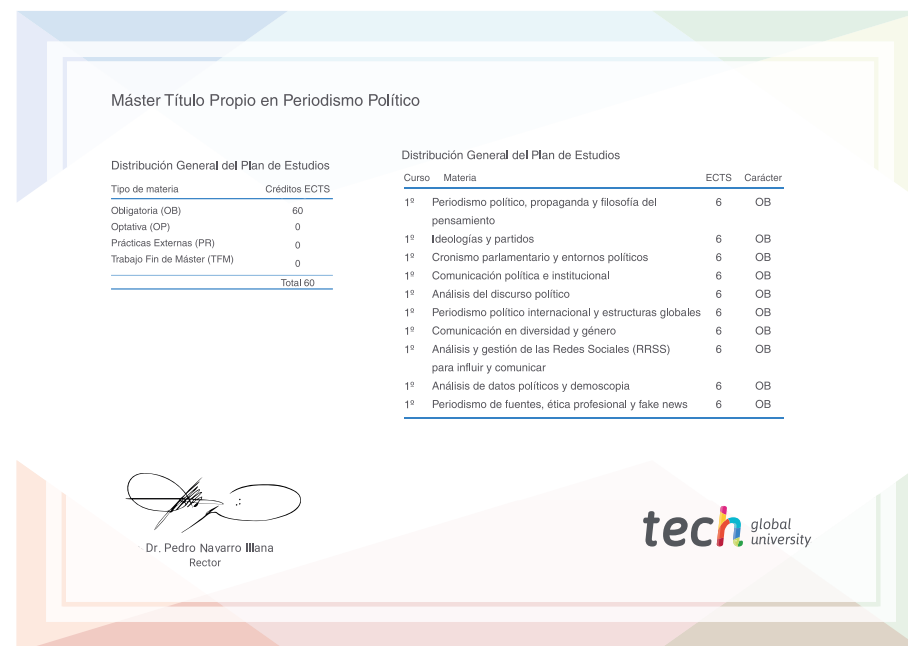 Máster Título Propio en Periodismo Político
Distribución General del Plan de Estudios
Tipo de materia Créditos ECTS
Obligatoria (OB) 60
Optativa (OP) 0
Prácticas Externas (PR) 0
Trabajo Fin de Máster (TFM) 0
Total 60
Distribución General del Plan de Estudios
Curso Materia ECTS Carácter
1º Periodismo político, propaganda y filosofía del 6 OB
pensamiento
1º Ideologías y partidos 6 OB
1º Cronismo parlamentario y entornos políticos 6 OB
1º Comunicación política e institucional 6 OB
1º Análisis del discurso político 6 OB
1º Periodismo político internacional y estructuras globales 6 OB
1º Comunicación en diversidad y género 6 OB
1º Análisis y gestión de las Redes Sociales (RRSS) 6 OB
para influir y comunicar
1º Análisis de datos políticos y demoscopia 6 OB
1º Periodismo de fuentes, ética profesional y fake news 6 OB
Dr. Pedro Navarro Illana
Rector
tech global
university